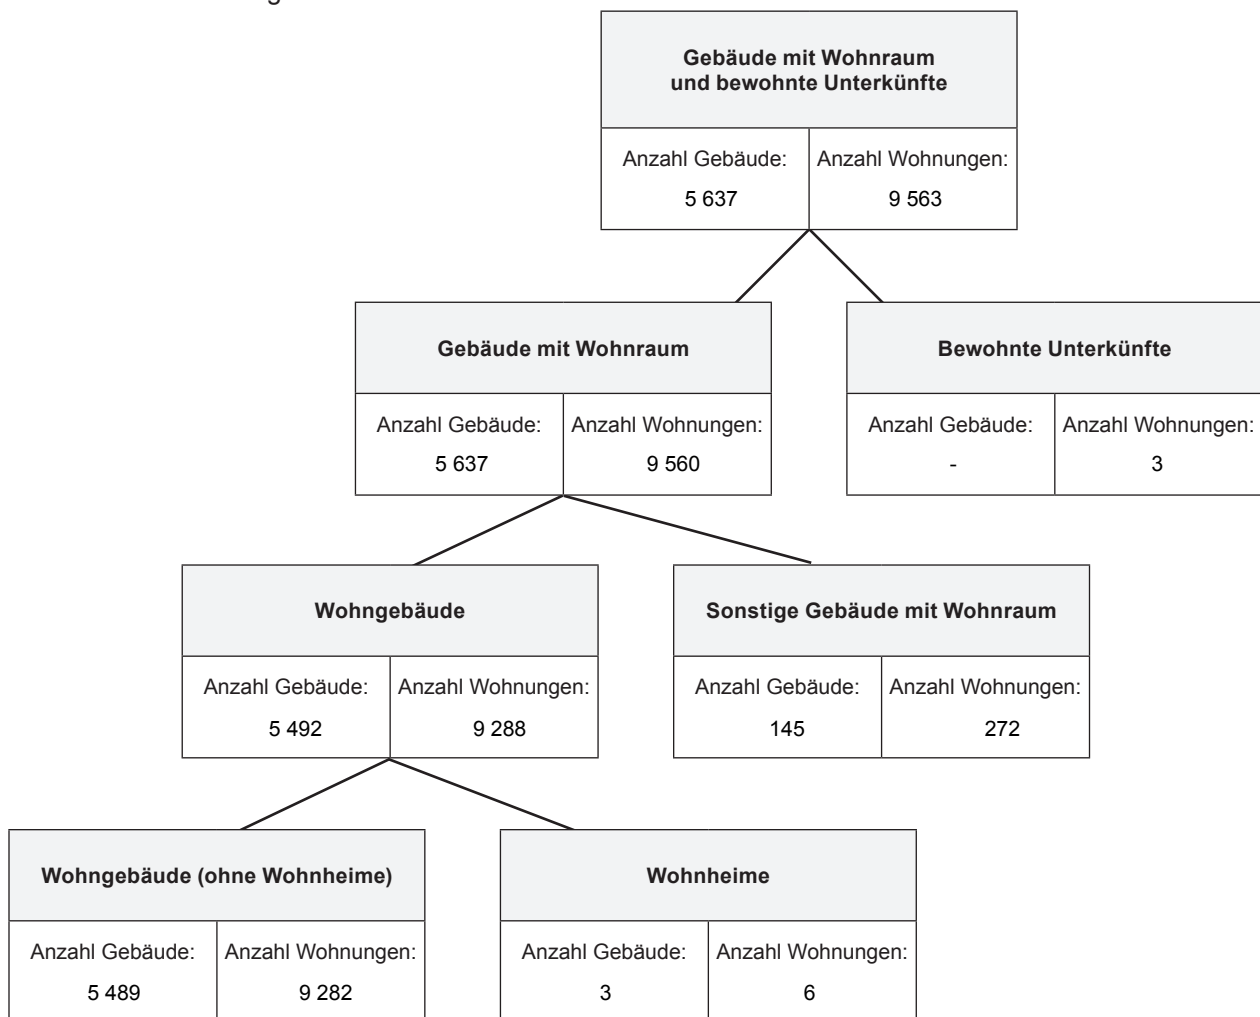 Gebäude mit Wohnraum
und bewohnte Unterkünfte
Anzahl Gebäude: Anzahl Wohnungen:
5 637 9 563
Gebäude mit Wohnraum
Anzahl Gebäude: Anzahl Wohnungen:
5 637 9 560
Bewohnte Unterkünfte
Anzahl Gebäude: Anzahl Wohnungen:
- 3
Wohngebäude
Anzahl Gebäude: Anzahl Wohnungen:
5 492 9 288
Sonstige Gebäude mit Wohnraum
Anzahl Gebäude: Anzahl Wohnungen:
145 272
Wohngebäude (ohne Wohnheime)
Anzahl Gebäude: Anzahl Wohnungen:
5 489 9 282
Wohnheime
Anzahl Gebäude: Anzahl Wohnungen:
3 6